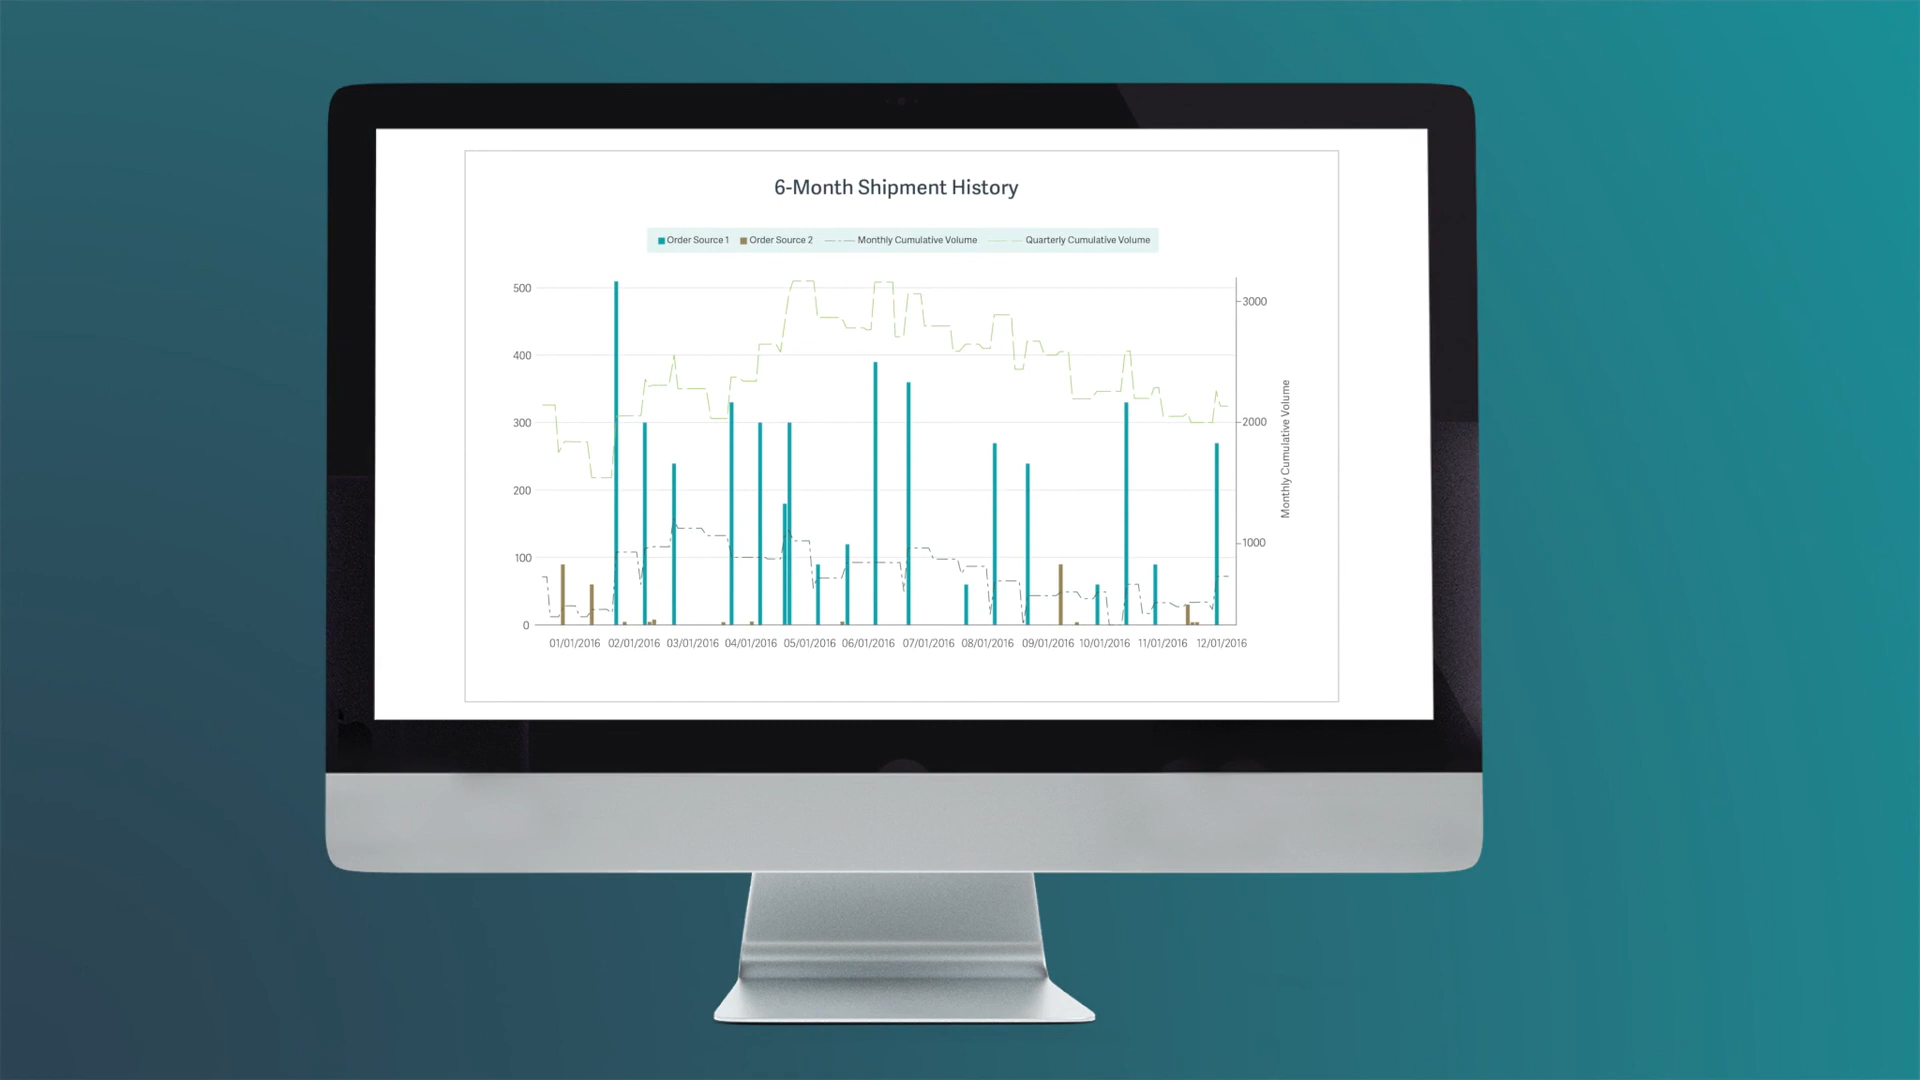 6-Month Shipment History
Order Source 1 Order Source 2 Monthly Cumulative Volume Quarterly Cumulative Volume
500
400
300
200
100
0
3000
2000
1000
Monthly Cumulative Volume
01/01/2016 02/01/2016 03/01/2016 04/01/2016 05/01/2016 06/01/2016 07/01/2016 08/01/2016 09/01/2016 10/01/2016 11/01/2016 12/01/2016